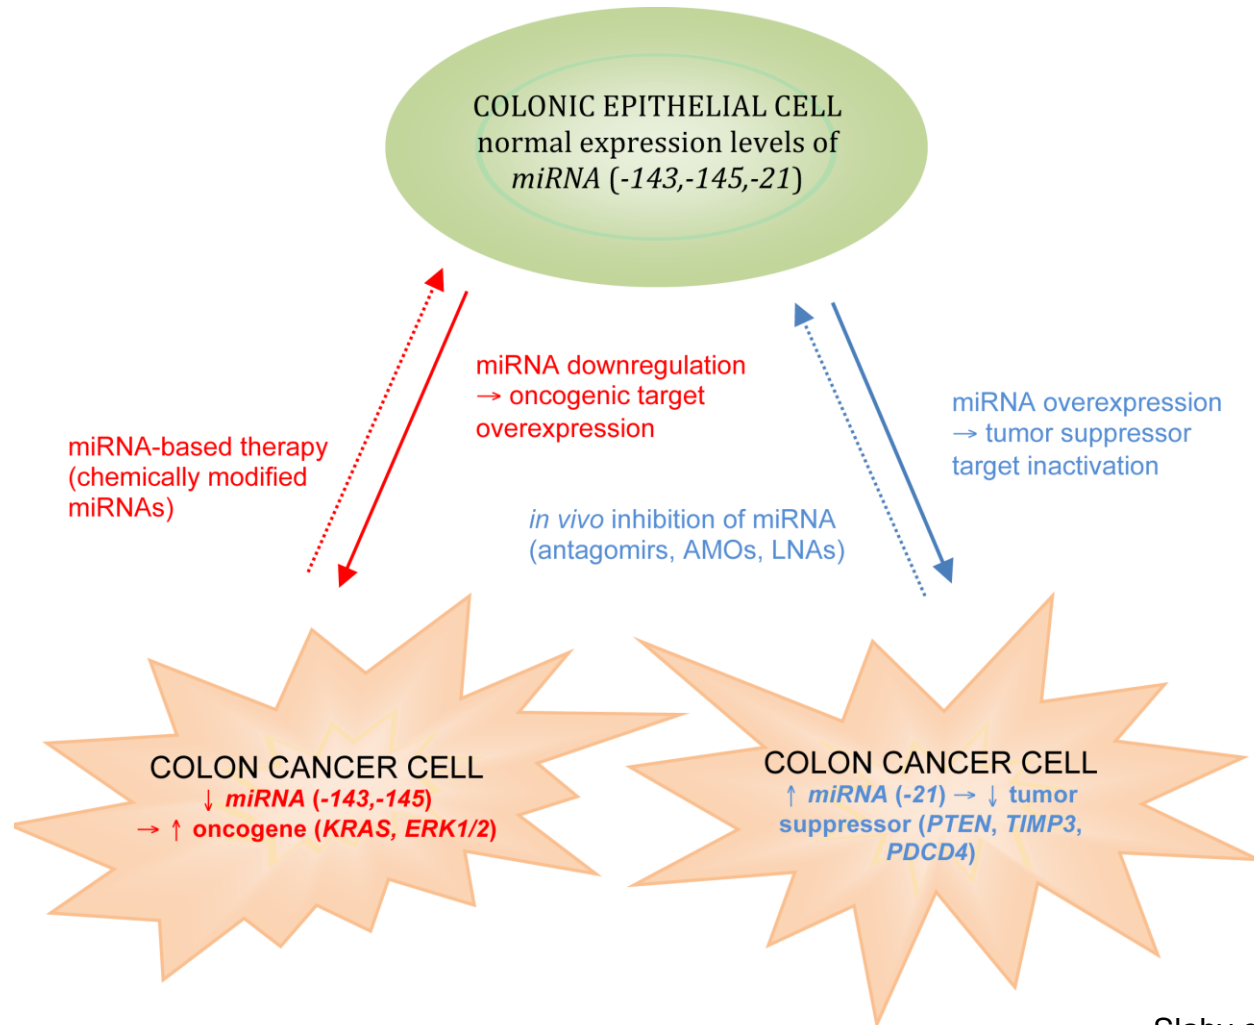 COLONIC EPITHELIAL CELL
normal expression levels of
miRNA (-143,-145,-21)
miRNA downregulation
→ oncogenic target
overexpression
miRNA overexpression
→ tumor suppressor
target inactivation
miRNA-based therapy
(chemically modified
miRNAs)
in vivo inhibition of miRNA
(antagomirs, AMOs, LNAs)
COLON CANCER CELL
↓ miRNA (-143,-145)
→ ↑ oncogene (KRAS, ERK1/2)
COLON CANCER CELL
↑ miRNA (-21) → ↓ tumor
suppressor (PTEN, TIMP3,
PDCD4)